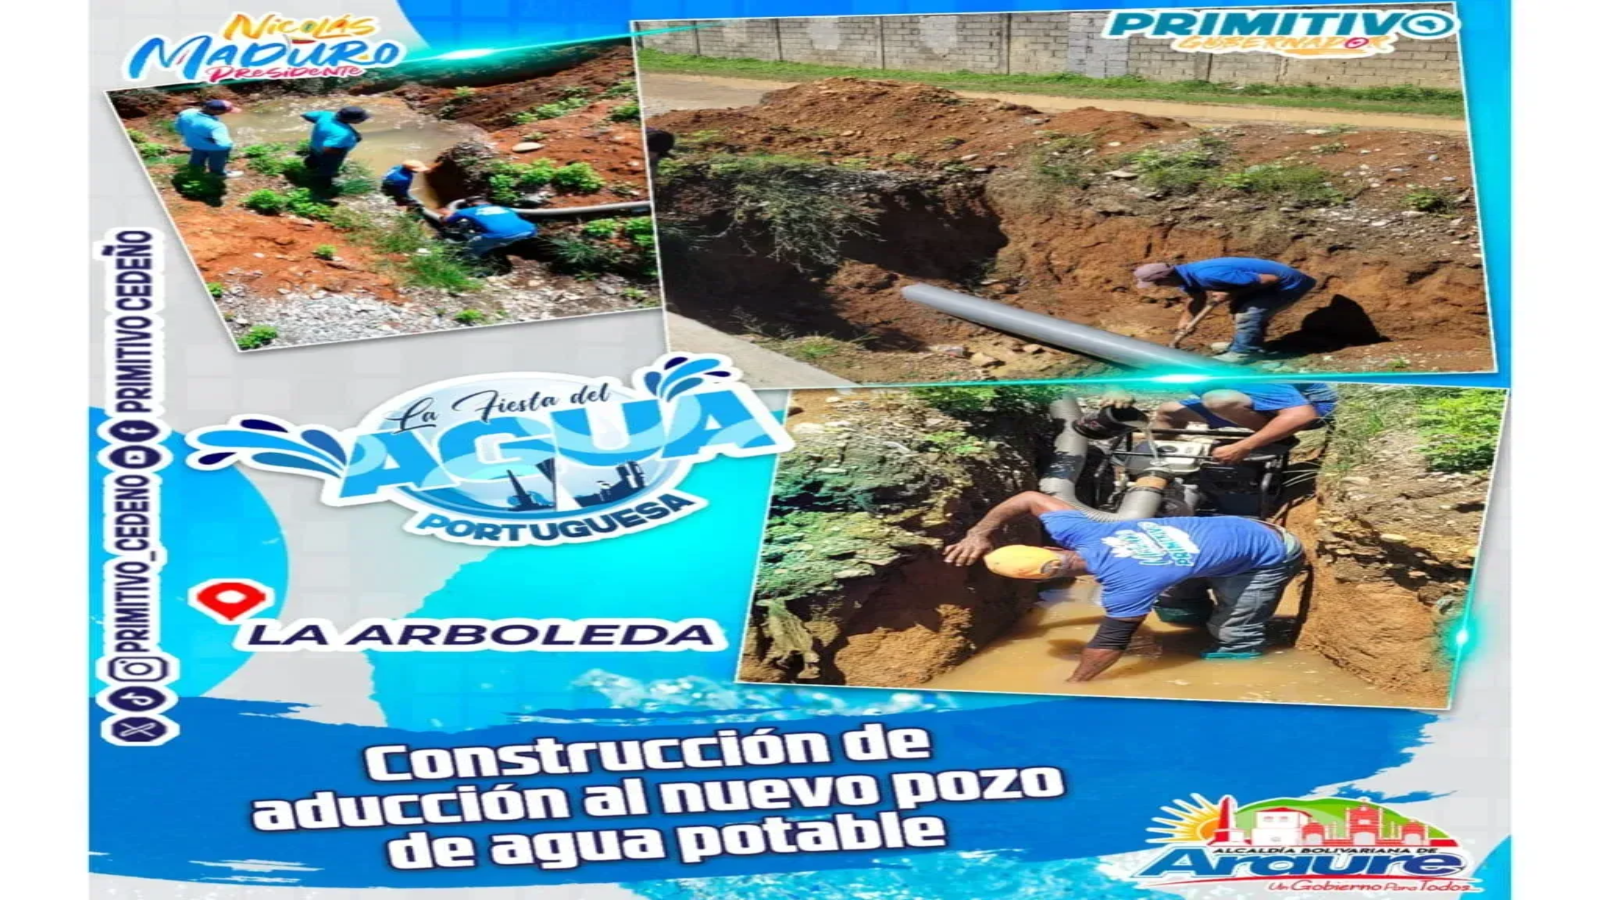 Nicolás
MADURO
Presidente
PRIMITIVO
GOBERNADOR
PRIMITIVO_CEDENO PRIMITIVO CEDEÑO
La Fiesta del
AGUA
PORTUGUESA
LA ARBOLEDA
Construcción de
aducción al nuevo pozo
de agua potable
ALCALDÍA BOLIVARIANA DE
Araure
Un Gobierno Para Todos